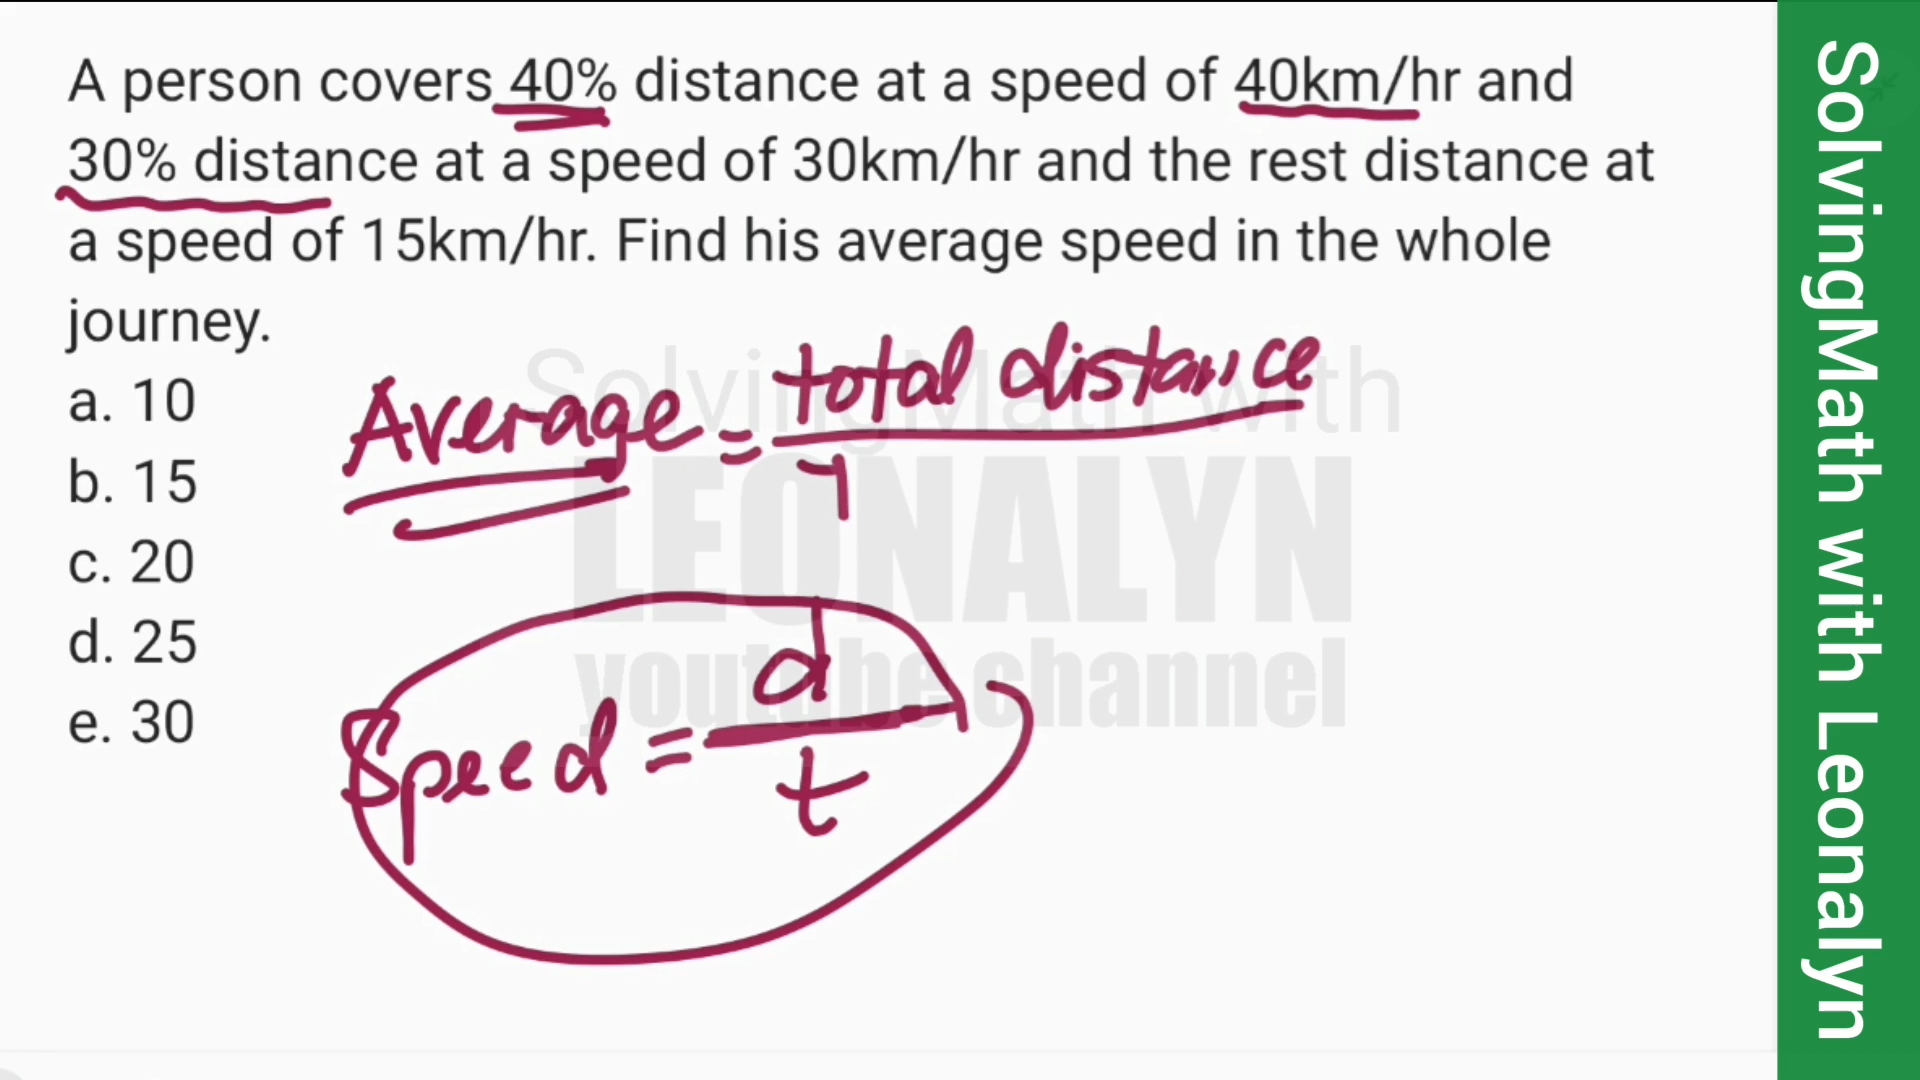 A person covers 40% distance at a speed of 40km/hr and
30% distance at a speed of 30km/hr and the rest distance at
a speed of 15km/hr. Find his average speed in the whole
journey.
a. 10
b. 15
c. 20
d. 25
e. 30
Average = total distance
Speed = d
t
SolvingMath with
LEONALYN
youtube channel
SolvingMath with Leonalyn